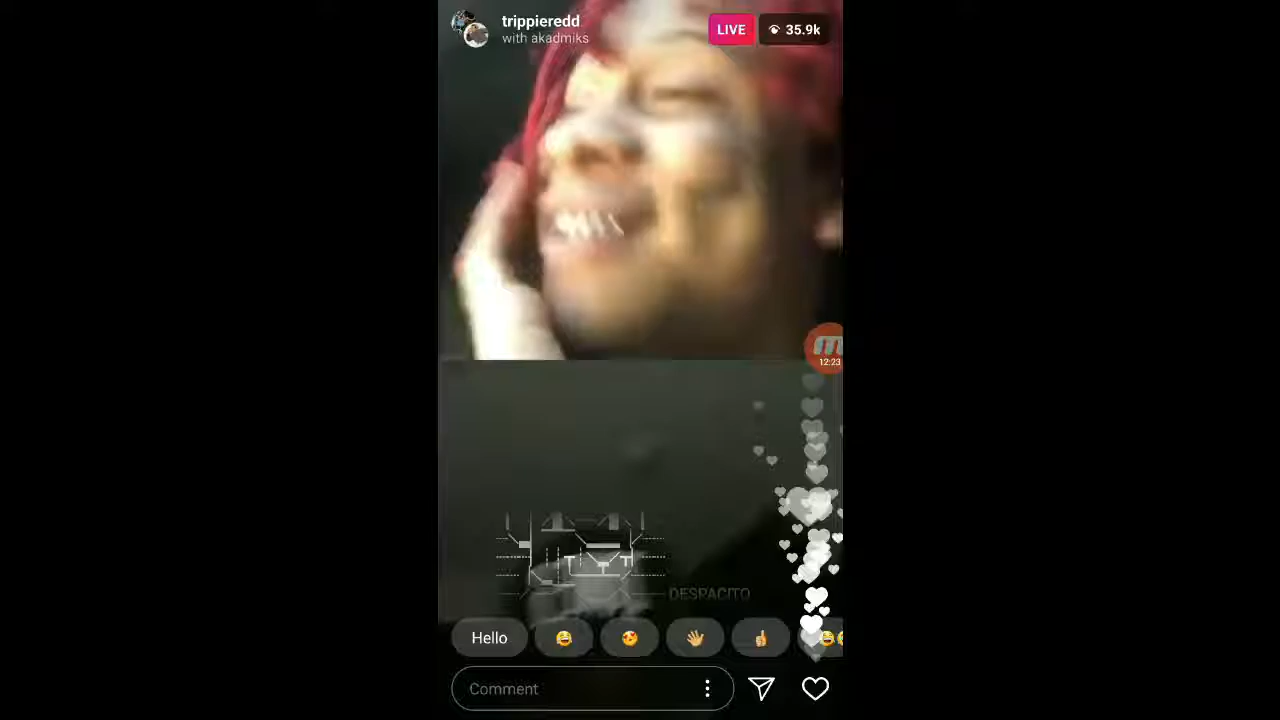 trippieredd
with akadmiks
LIVE
35.9k
12:23
DESPACITO
Hello
Comment